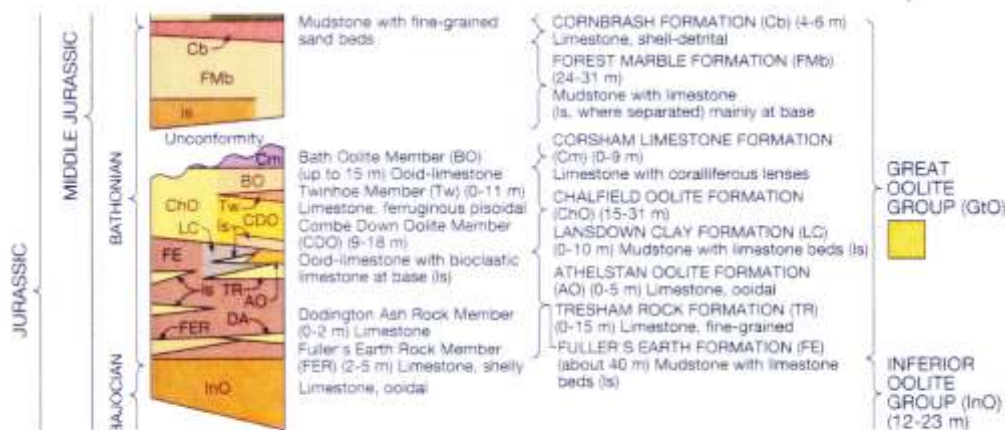 JURASSIC
MIDDLE JURASSIC
BATHONIAN
BAJOCIAN
Cb
FMb
ls
Unconformity
Cm
BO
ChO
Tw
ls
CDO
LC
FE
ls
TR
AO
DA
FER
InO
Mudstone with fine-grained
sand beds
Bath Oolite Member (BO)
(up to 15 m) Ooid-limestone
Twinhoe Member (Tw) (0-11 m)
Limestone, ferruginous pisoidal
Combe Down Oolite Member
(CDO) (9-18 m)
Ooid-limestone with bioclastic
limestone at base (ls)
Dodington Ash Rock Member
(0-2 m) Limestone
Fuller's Earth Rock Member
(FER) (2-5 m) Limestone, shelly
Limestone, ooidal
CORNBRASH FORMATION (Cb) (4-6 m)
Limestone, shell-detrital
FOREST MARBLE FORMATION (FMb)
(24-31 m)
Mudstone with limestone
(ls, where separated) mainly at base
CORSHAM LIMESTONE FORMATION
(Cm) (0-9 m)
Limestone with coralliferous lenses
CHALFIELD OOLITE FORMATION
(ChO) (15-31 m)
LANSDOWN CLAY FORMATION (LC)
(0-10 m) Mudstone with limestone beds (ls)
ATHELSTAN OOLITE FORMATION
(AO) (0-5 m) Limestone, ooidal
TRESHAM ROCK FORMATION (TR)
(0-15 m) Limestone, fine-grained
FULLER'S EARTH FORMATION (FE)
(about 40 m) Mudstone with limestone
beds (ls)
GREAT
OOLITE
GROUP (GtO)
INFERIOR
OOLITE
GROUP (InO)
(12-23 m)